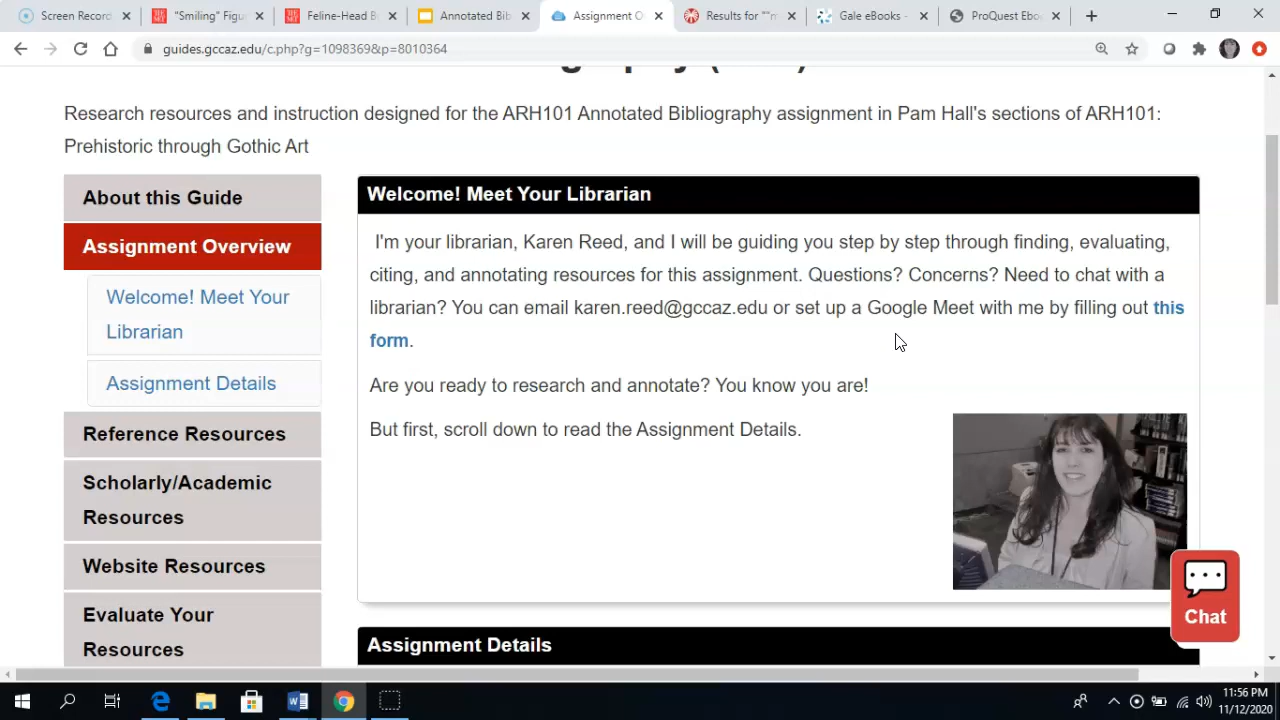 Screen Record
"Smiling" Figu
Feline-Head B
Annotated Bib
Assignment O
Results for ""m
Gale eBooks -
ProQuest Ebo
guides.gccaz.edu/c.php?g=1098369&p=8010364
Research resources and instruction designed for the ARH101 Annotated Bibliography assignment in Pam Hall's sections of ARH101:
Prehistoric through Gothic Art
About this Guide
Assignment Overview
Welcome! Meet Your
Librarian
Assignment Details
Reference Resources
Scholarly/Academic
Resources
Website Resources
Evaluate Your
Resources
Welcome! Meet Your Librarian
I'm your librarian, Karen Reed, and I will be guiding you step by step through finding, evaluating,
citing, and annotating resources for this assignment. Questions? Concerns? Need to chat with a
librarian? You can email karen.reed@gccaz.edu or set up a Google Meet with me by filling out this
form.
Are you ready to research and annotate? You know you are!
But first, scroll down to read the Assignment Details.
Assignment Details
Chat
11:56 PM
11/12/2020